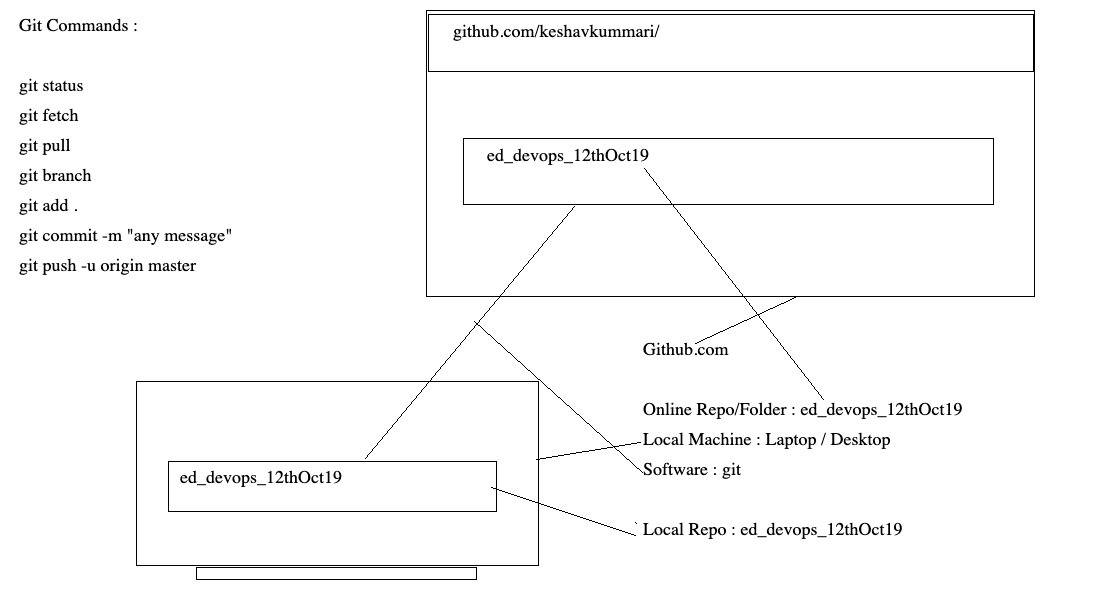 Git Commands :
git status
git fetch
git pull
git branch
git add .
git commit -m "any message"
git push -u origin master
github.com/keshavkummari/
ed_devops_12thOct19
Github.com
Online Repo/Folder : ed_devops_12thOct19
Local Machine : Laptop / Desktop
Software : git
Local Repo : ed_devops_12thOct19
ed_devops_12thOct19